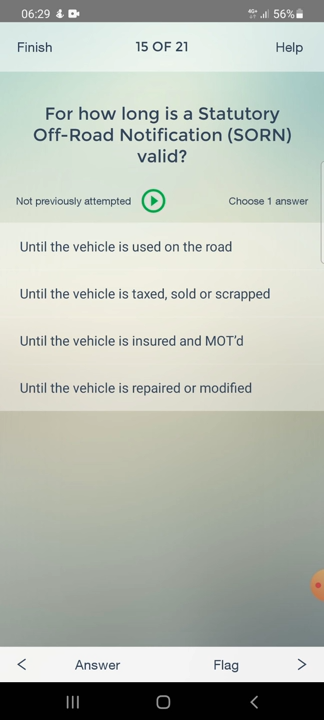 06:29 4G+ 56%
Finish 15 OF 21 Help
For how long is a Statutory
Off-Road Notification (SORN)
valid?
Not previously attempted Choose 1 answer
Until the vehicle is used on the road
Until the vehicle is taxed, sold or scrapped
Until the vehicle is insured and MOT'd
Until the vehicle is repaired or modified
< Answer Flag >